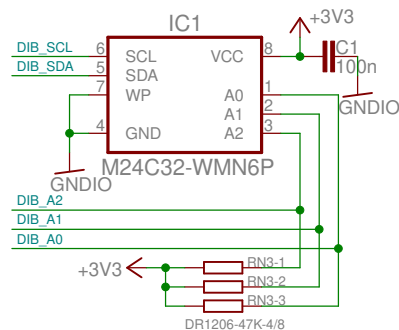 IC1
+3V3
DIB_SCL
6
SCL
VCC
8
C1
DIB_SDA
5
SDA
100n
7
WP
A0
1
A1
2
GNDIO
4
GND
A2
3
M24C32-WMN6P
GNDIO
DIB_A2
DIB_A1
DIB_A0
+3V3
RN3-1
RN3-2
RN3-3
DR1206-47K-4/8